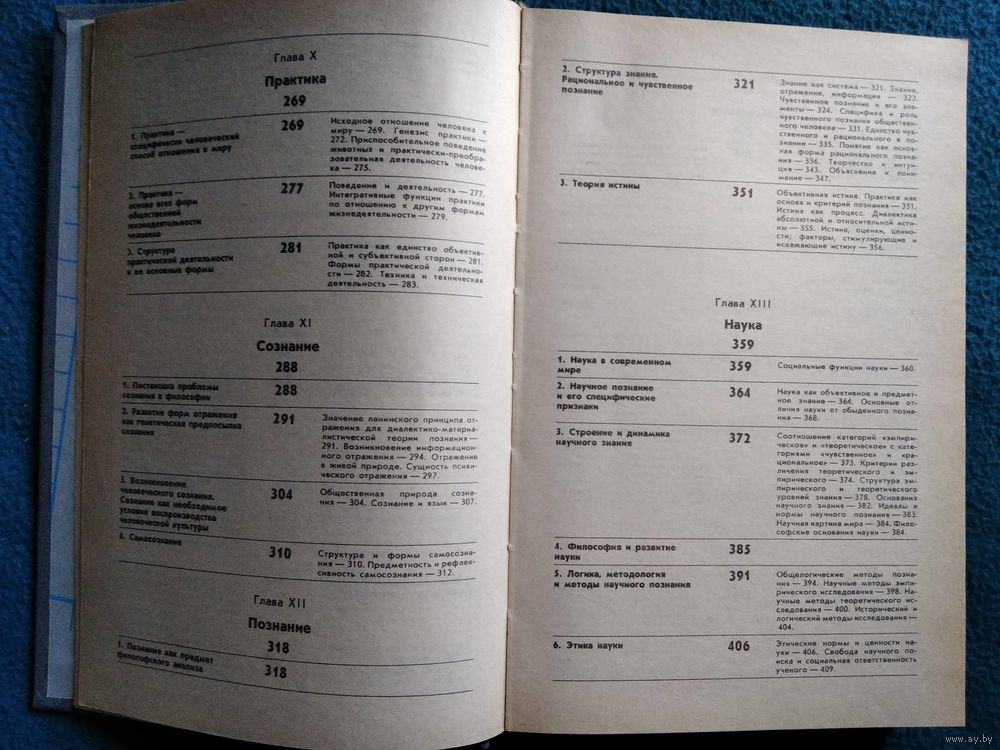 Глава X
Практика
269
1. Практика —
специфически человеческий
способ отношения к миру
269
Исходное отношение человека к
миру — 269. Генезис практики —
272. Приспособительное поведение
животных и практически-преобра-
зовательная деятельность челове-
ка — 275.
2. Практика —
основа всех форм
общественной
жизнедеятельности
человека
277
Поведение и деятельность — 277.
Интегративные функции практики
по отношению к другим формам
жизнедеятельности — 279.
3. Структура
практической деятельности
и ее основные формы
281
Практика как единство объектив-
ной и субъективной сторон — 281.
Формы практической деятельно-
сти — 282. Техника и техническая
деятельность — 283.
Глава XI
Сознание
288
1. Постановка проблемы
сознания в философии
288
2. Развитие форм отражения
как генетическая предпосылка
сознания
291
Значение ленинского принципа от-
ражения для диалектико-матери-
алистической теории познания —
291. Возникновение информацион-
ного отражения — 294. Отражение
в живой природе. Сущность психи-
ческого отражения — 297.
3. Возникновение
человеческого сознания.
Сознание как необходимое
условие воспроизводства
человеческой культуры
304
Общественная природа созна-
ния — 304. Сознание и язык — 307.
4. Самосознание
310
Структура и формы самосозна-
ния — 310. Предметность и рефлек-
сивность самосознания — 312.
Глава XII
Познание
318
1. Познание как предмет
философского анализа
318
2. Структура знания.
Рациональное и чувственное
познание
321
Знание как система — 321. Знание,
отражение, информация — 322.
Чувственное познание и его эле-
менты — 324. Специфика и роль
чувственного познания обществен-
ного человека — 331. Единство чув-
ственного и рационального в по-
знании — 335. Понятие как основ-
ная форма рационального позна-
ния — 336. Творчество и интуи-
ция — 343. Объяснение и пони-
мание — 347.
3. Теория истины
351
Объективная истина. Практика как
основа и критерий познания — 351.
Истина как процесс. Диалектика
абсолютной и относительной исти-
ны — 355. Истина, оценки, ценно-
сти; факторы, стимулирующие и
искажающие истину — 356.
Глава XIII
Наука
359
1. Наука в современном
мире
359
Социальные функции науки — 360.
2. Научное познание
и его специфические
признаки
364
Наука как объективное и предмет-
ное знание — 364. Основные от-
личия науки от обыденного позна-
ния — 368.
3. Строение и динамика
научного знания
372
Соотношение категорий «эмпири-
ческое» и «теоретическое» с кате-
гориями «чувственное» и «ра-
циональное» — 373. Критерии раз-
личения теоретического и эм-
пирического — 374. Структура эм-
пирического и теоретического
уровней знания — 378. Основания
научного знания — 382. Идеалы и
нормы научного познания — 383.
Научная картина мира — 384. Фило-
софские основания науки — 384.
4. Философия и развитие
науки
385
5. Логика, методология
и методы научного познания
391
Общелогические методы позна-
ния — 394. Научные методы эмпи-
рического исследования — 398. На-
учные методы теоретического ис-
следования — 400. Исторический и
логический методы исследования —
404.
6. Этика науки
406
Этические нормы и ценности на-
уки — 406. Свобода научного по-
иска и социальная ответственность
ученого — 409.
www.ay.by